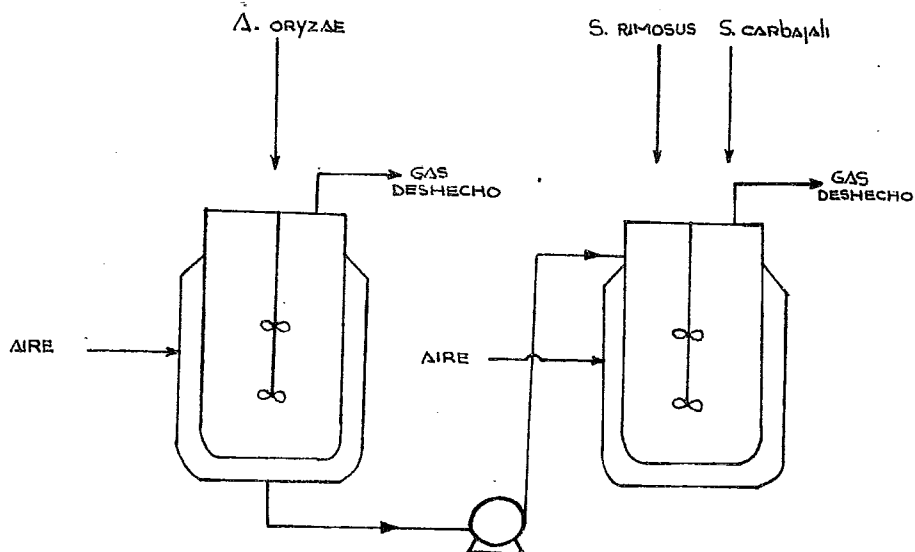 A. ORYZAE
S. RIMOSUS S. CARBAJALI
GAS
DESHECHO
GAS
DESHECHO
AIRE
AIRE